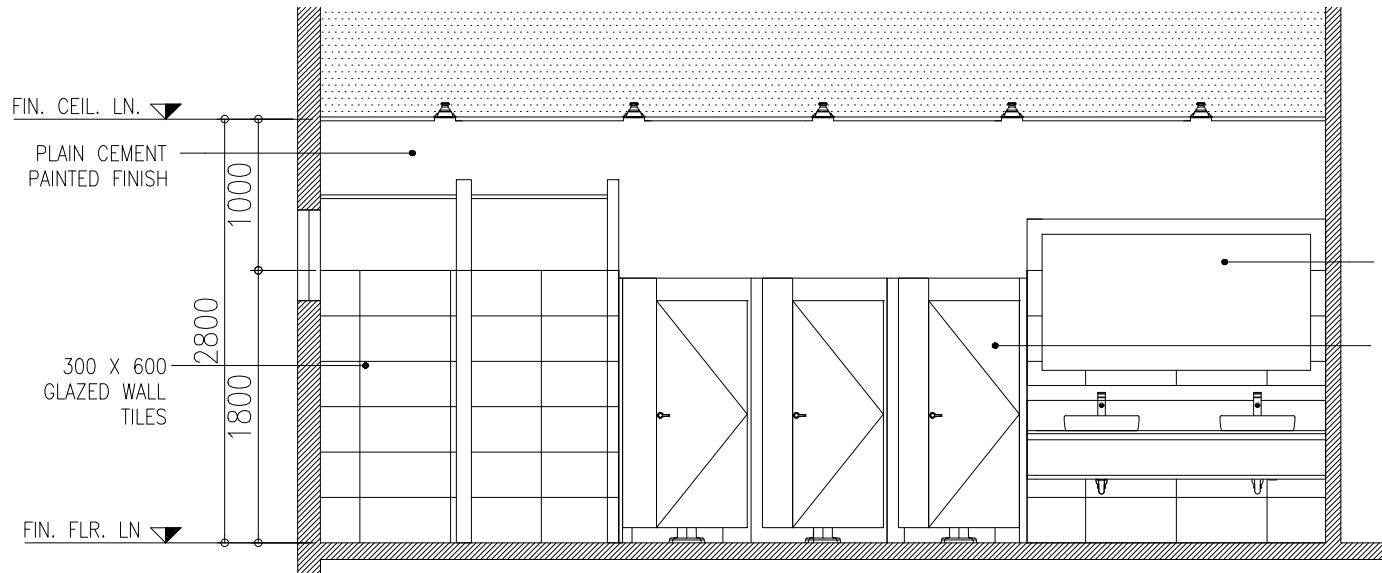 FIN. CEIL. LN.
PLAIN CEMENT
PAINTED FINISH
1000
2800
300 X 600
GLAZED WALL
TILES
1800
FIN. FLR. LN